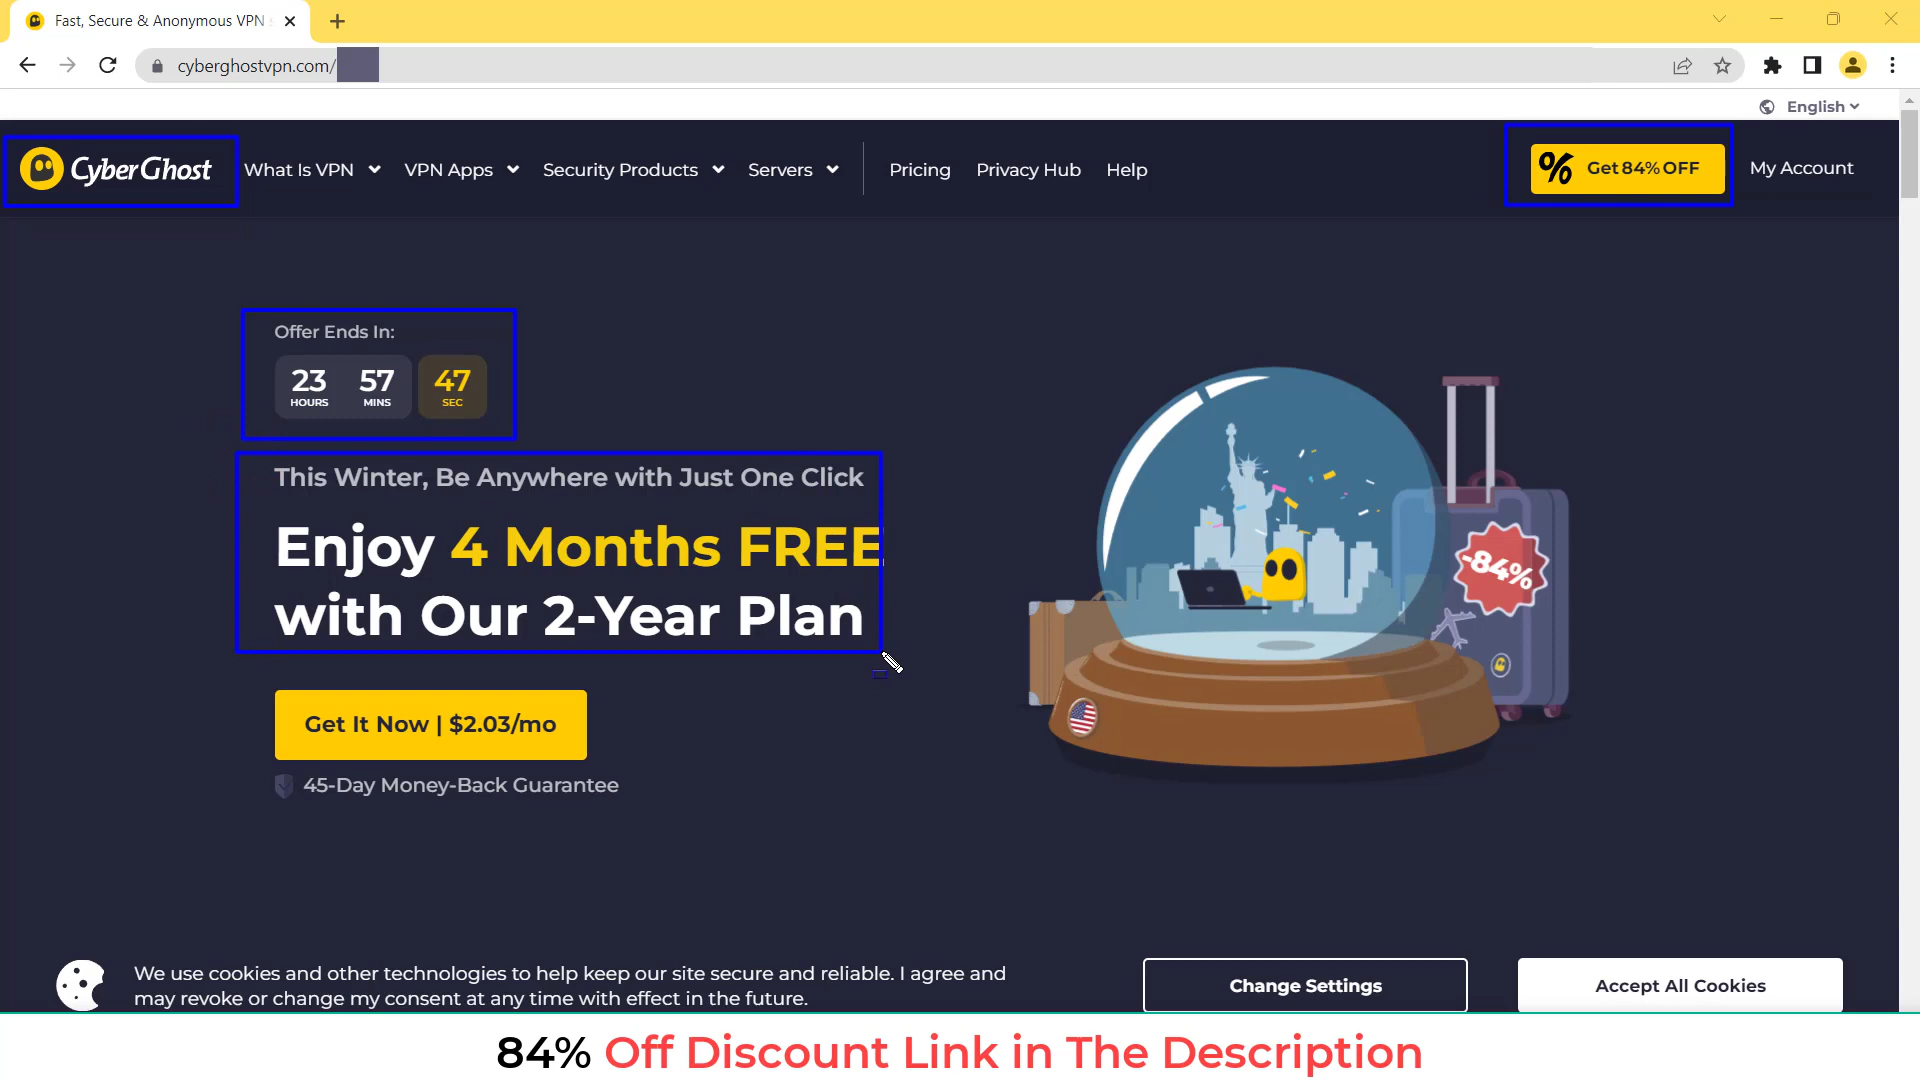 Fast, Secure & Anonymous VPN
cyberghostvpn.com/
English
CyberGhost What Is VPN VPN Apps Security Products Servers Pricing Privacy Hub Help % Get 84% OFF My Account
Offer Ends In:
23 57 47
HOURS MINS SEC
This Winter, Be Anywhere with Just One Click
Enjoy 4 Months FREE
with Our 2-Year Plan
-84%
Get It Now | $2.03/mo
45-Day Money-Back Guarantee
We use cookies and other technologies to help keep our site secure and reliable. I agree and
may revoke or change my consent at any time with effect in the future.
Change Settings
Accept All Cookies
84% Off Discount Link in The Description